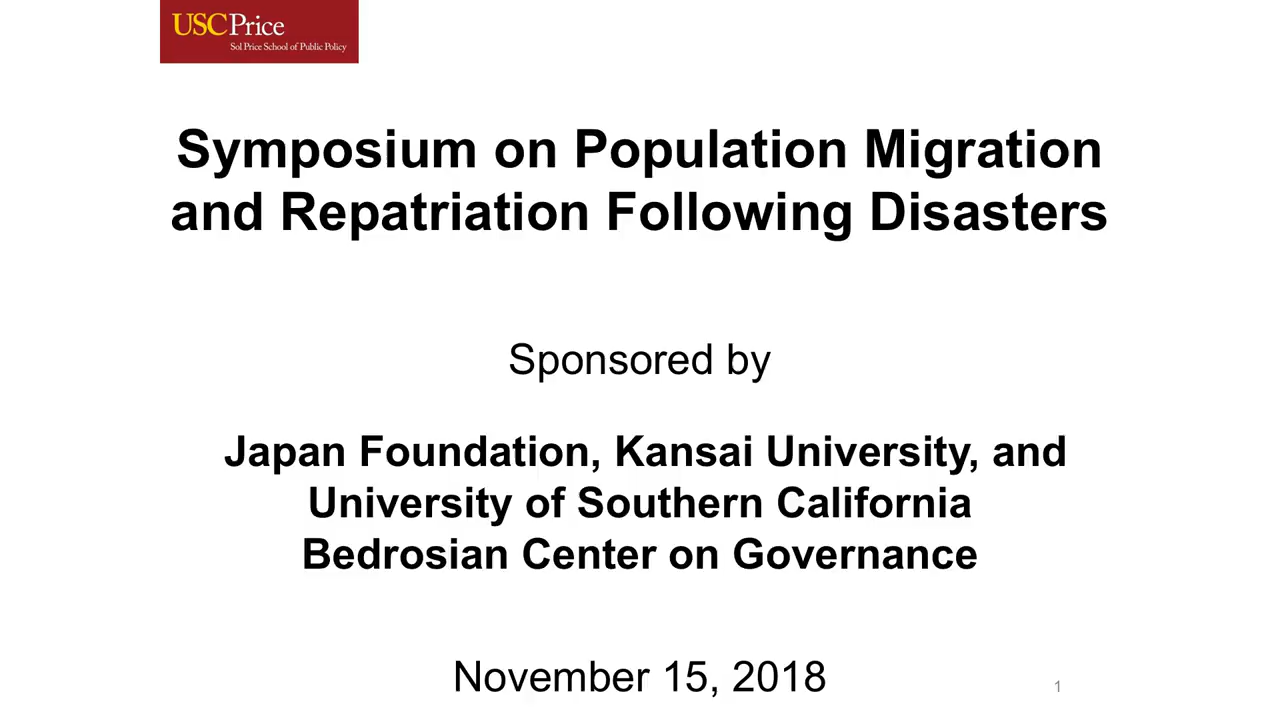 USCPrice
Sol Price School of Public Policy
Symposium on Population Migration
and Repatriation Following Disasters
Sponsored by
Japan Foundation, Kansai University, and
University of Southern California
Bedrosian Center on Governance
November 15, 2018
1